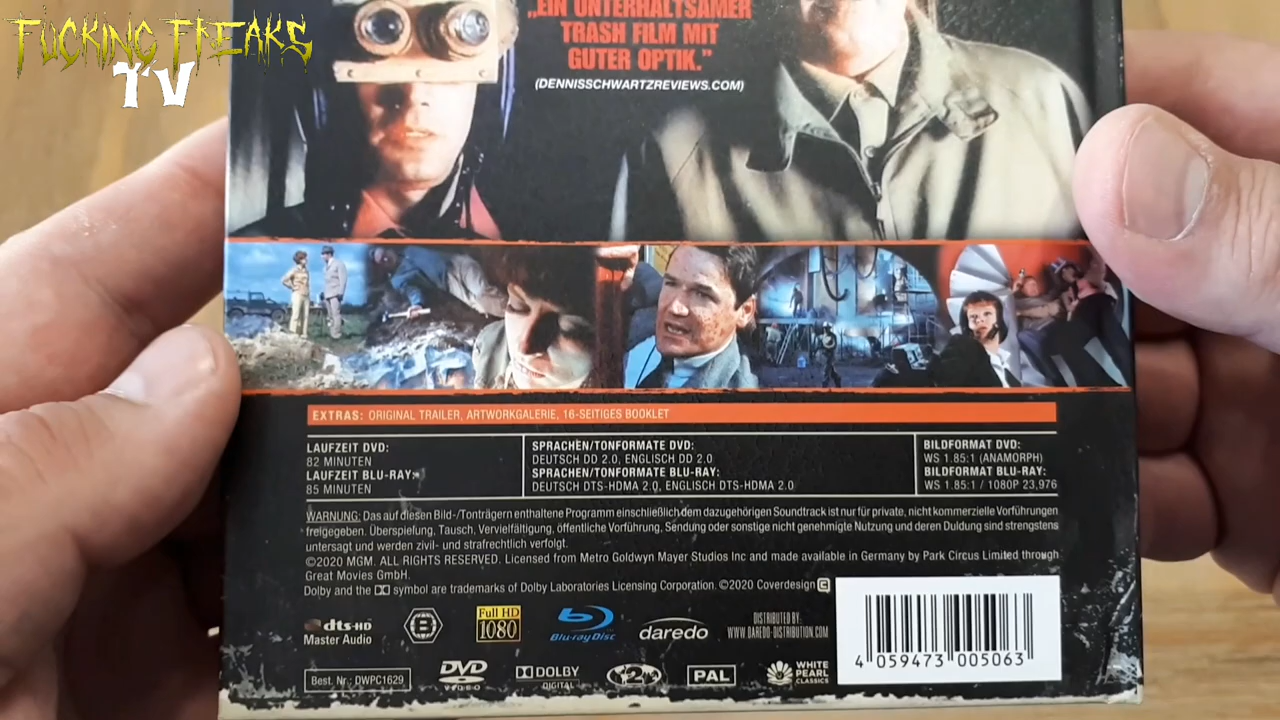 FUCKING FREAKS
TV
„EIN UNTERHALTSAMER
TRASH FILM MIT
GUTER OPTIK."
(DENNISSCHWARTZREVIEWS.COM)
EXTRAS: ORIGINAL TRAILER, ARTWORKGALERIE, 16-SEITIGES BOOKLET
LAUFZEIT DVD:
82 MINUTEN
LAUFZEIT BLU-RAY:
85 MINUTEN
SPRACHEN/TONFORMATE DVD:
DEUTSCH DD 2.0, ENGLISCH DD 2.0
SPRACHEN/TONFORMATE BLU-RAY:
DEUTSCH DTS-HDMA 2.0, ENGLISCH DTS-HDMA 2.0
BILDFORMAT DVD:
WS 1.85:1 (ANAMORPH)
BILDFORMAT BLU-RAY:
WS 1.85:1 / 1080P 23,976
WARNUNG: Das auf diesen Bild-/Tonträgern enthaltene Programm einschließlich dem dazugehörigen Soundtrack ist nur für private, nicht kommerzielle Vorführungen
freigegeben. Überspielung, Tausch, Vervielfältigung, öffentliche Vorführung, Sendung oder sonstige nicht genehmigte Nutzung und deren Duldung sind strengstens
untersagt und werden zivil- und strafrechtlich verfolgt.
©2020 MGM. ALL RIGHTS RESERVED. Licensed from Metro Goldwyn Mayer Studios Inc and made available in Germany by Park Circus Limited through
Great Movies GmbH.
Dolby and the DD symbol are trademarks of Dolby Laboratories Licensing Corporation. ©2020 Coverdesign C
dts-HD
Master Audio
B
Full HD
1080
Blu-ray Disc
daredo
DISTRIBUTED BY:
WWW.DAREDO-DISTRIBUTION.COM
4 059473 005063
Best. Nr.: DWPC1629
DVD
VIDEO
DOLBY
DIGITAL
2
PAL
WHITE
PEARL
CLASSICS